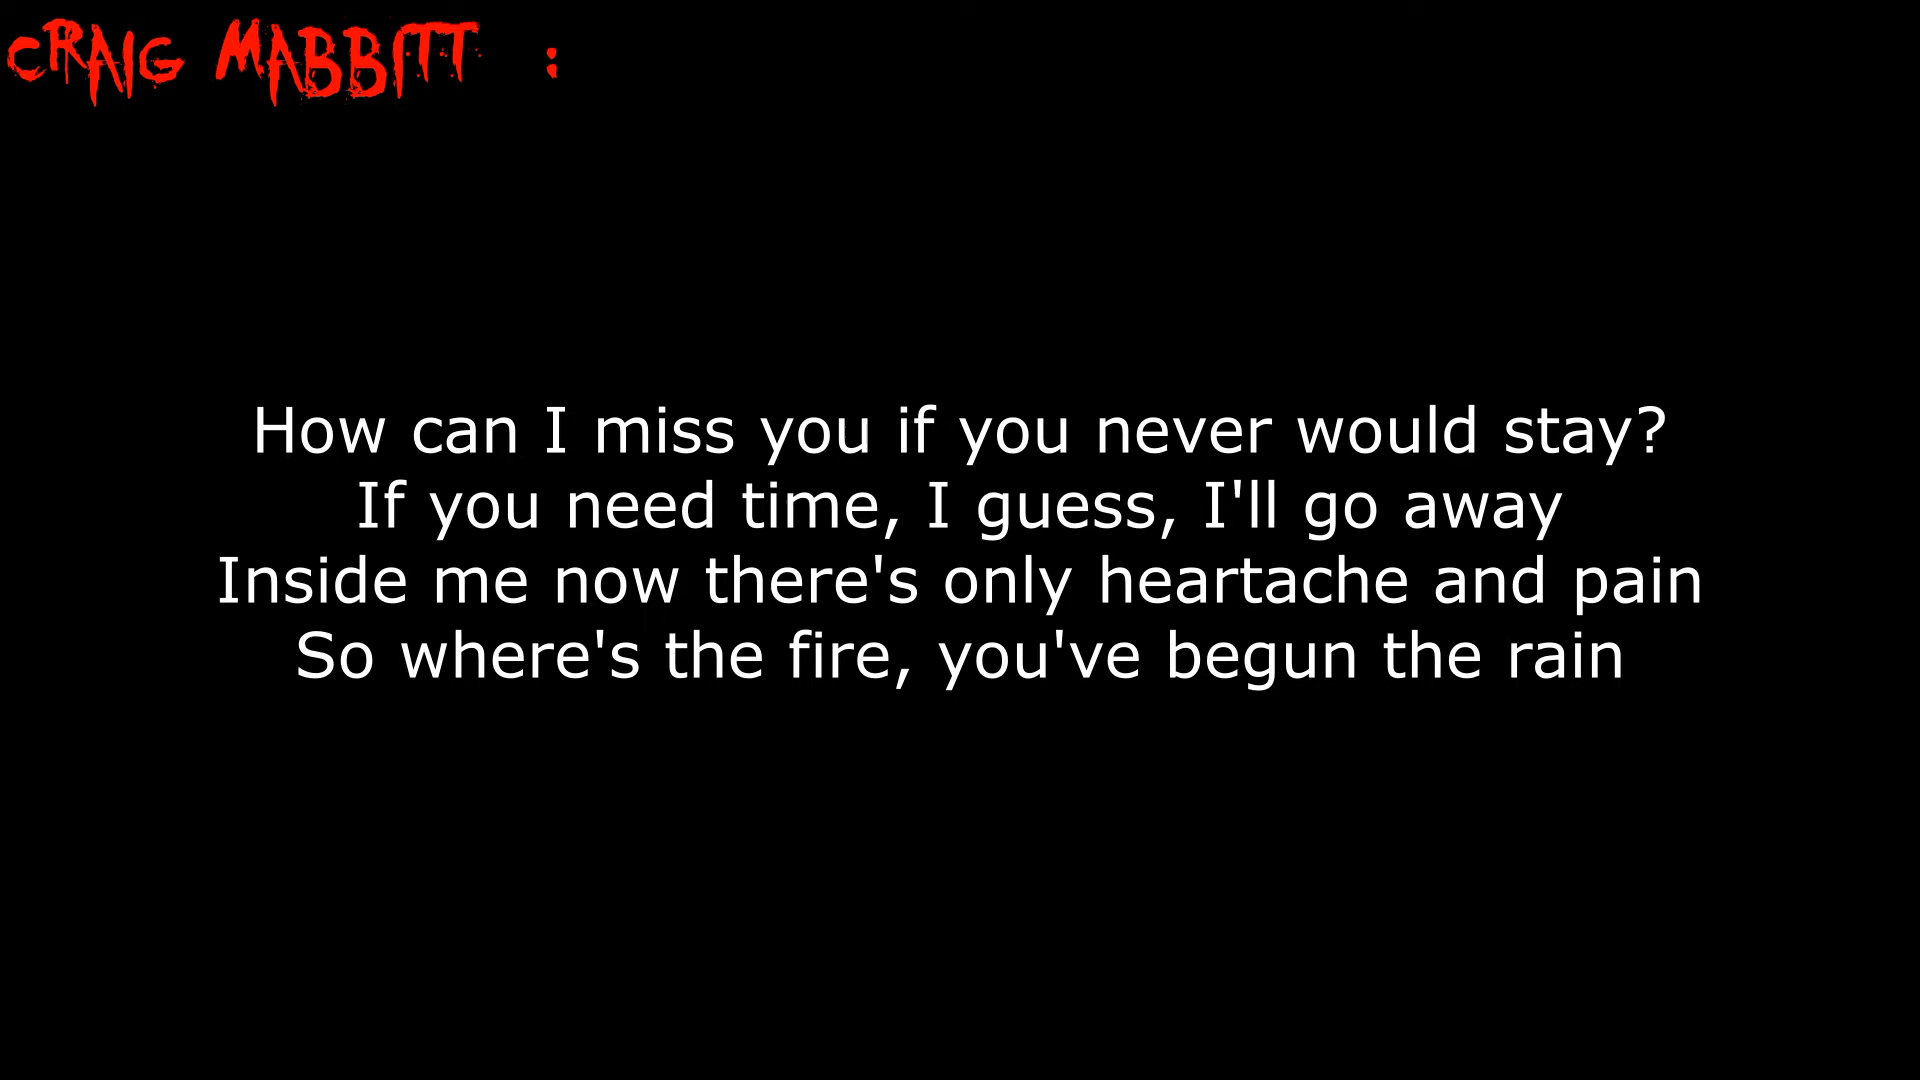 CRAIG MABBITT :
How can I miss you if you never would stay?
If you need time, I guess, I'll go away
Inside me now there's only heartache and pain
So where's the fire, you've begun the rain